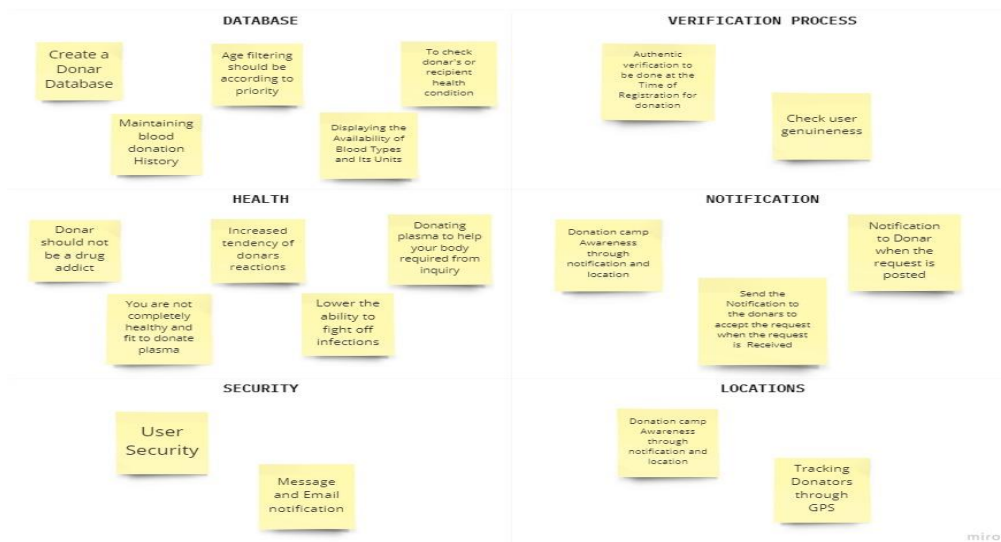 DATABASE
Create a
Donar
Database
Age filtering
should be
according to
priority
To check
donar's or
recipient health
condition
Maintaining
blood
donation
History
Displaying the
Availability of
Blood Types
and Its Units
VERIFICATION PROCESS
Authentic
verification to
be done at the
Time of
Registration for
donation
Check user
genuineness
HEALTH
Donar
should not
be a drug
addict
Increased
tendency of
donars
reactions
Donating
plasma to help
your body
required from
inquiry
You are not
completely
healthy and
fit to donate
plasma
Lower the
ability to
fight off
infections
NOTIFICATION
Donation camp
Awareness
through
notification and
location
Notification
to Donar
when the
request is
posted
Send the
Notification to
the donars to
accept the request
when the request
is Received
SECURITY
User
Security
Message
and Email
notification
LOCATIONS
Donation camp
Awareness
through
notification and
location
Tracking
Donators
through
GPS
miro